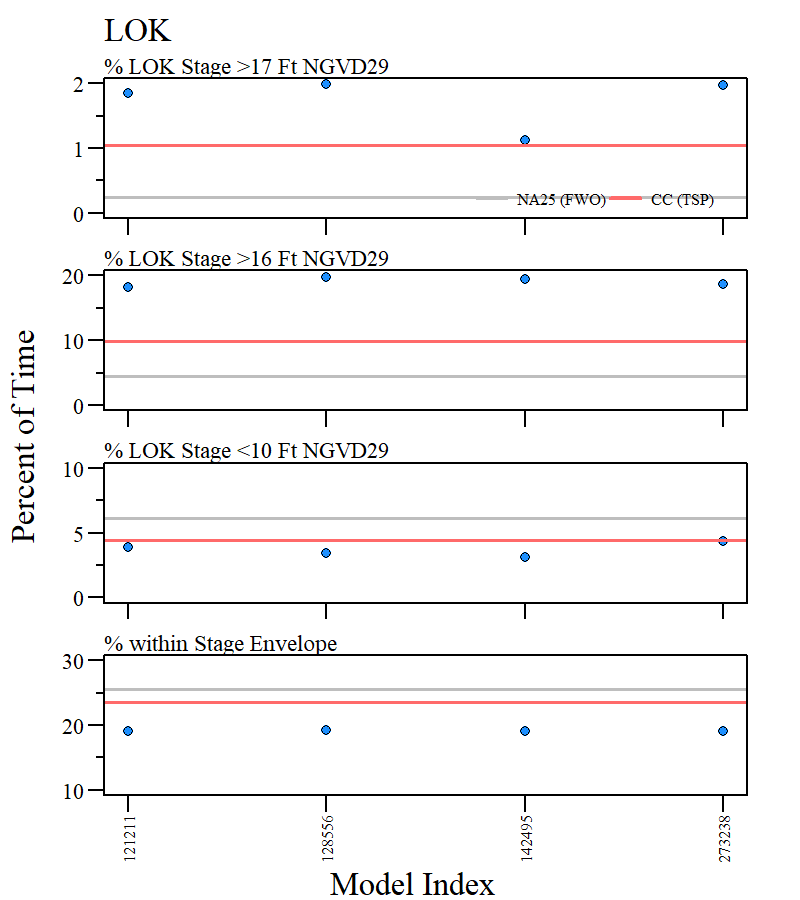 LOK
% LOK Stage >17 Ft NGVD29
2
1
0
NA25 (FWO) CC (TSP)
% LOK Stage >16 Ft NGVD29
20
10
0
Percent of Time
% LOK Stage <10 Ft NGVD29
10
5
0
% within Stage Envelope
30
20
10
121211 128556 142495 273238
Model Index